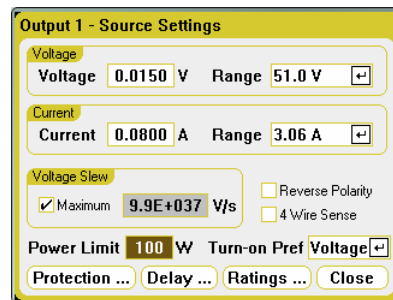 Output 1 - Source Settings
Voltage
Voltage 0.0150 V Range 51.0 V
Current
Current 0.0800 A Range 3.06 A
Voltage Slew
Maximum 9.9E+037 V/s
Reverse Polarity
4 Wire Sense
Power Limit 100 W Turn-on Pref Voltage
Protection ... Delay ... Ratings ... Close